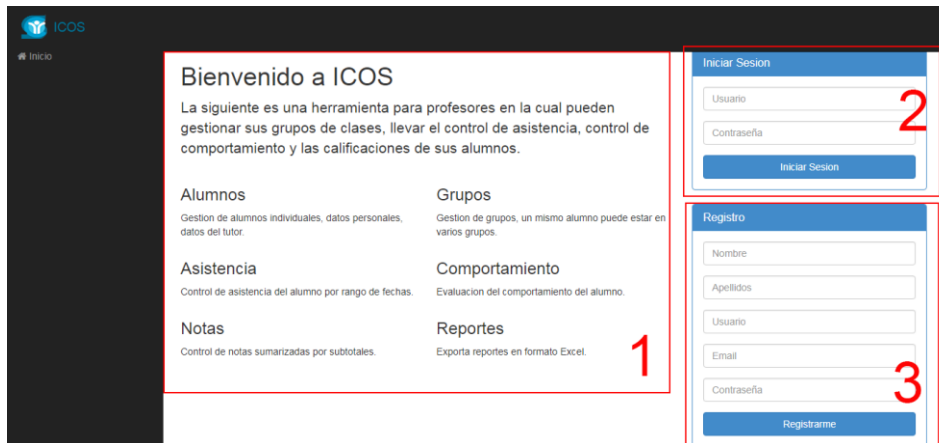 ICOS
Inicio
Bienvenido a ICOS
La siguiente es una herramienta para profesores en la cual pueden
gestionar sus grupos de clases, llevar el control de asistencia, control de
comportamiento y las calificaciones de sus alumnos.
Alumnos
Gestion de alumnos individuales, datos personales,
datos del tutor.
Grupos
Gestion de grupos, un mismo alumno puede estar en
varios grupos.
Asistencia
Control de asistencia del alumno por rango de fechas.
Comportamiento
Evaluacion del comportamiento del alumno.
Notas
Control de notas sumarizadas por subtotales.
Reportes
Exporta reportes en formato Excel.
1
Iniciar Sesion
Usuario
Contraseña
Iniciar Sesion
2
Registro
Nombre
Apellidos
Usuario
Email
Contraseña
Registrarme
3